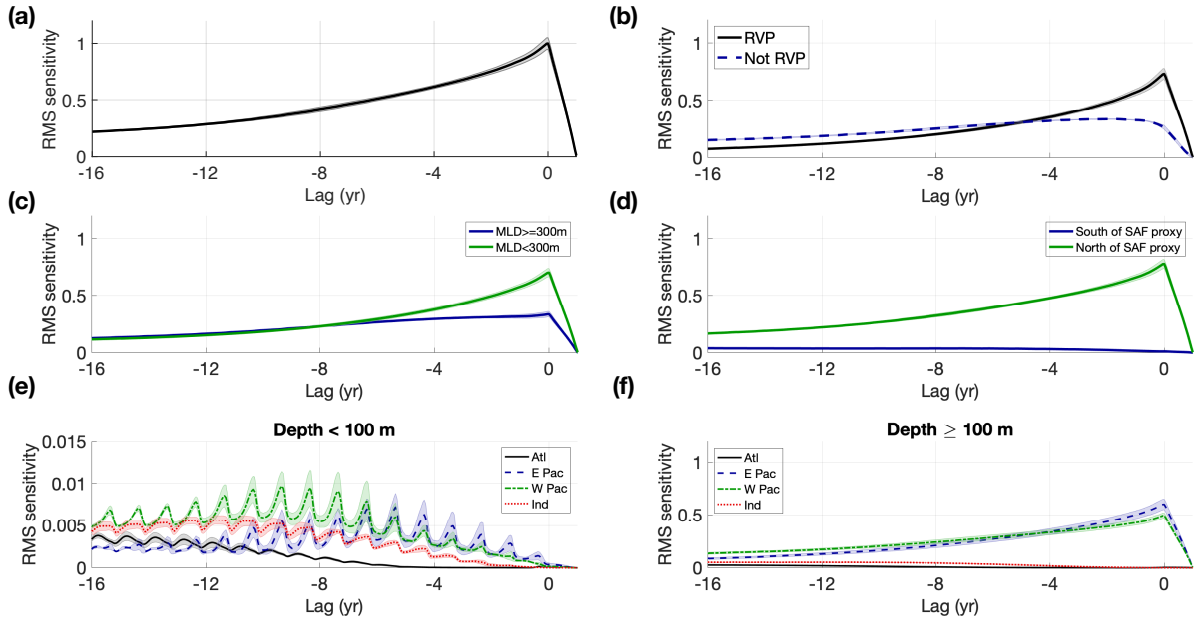 (a)
RMS sensitivity
1
0.5
0
-16
-12
-8
-4
0
Lag (yr)
(b)
RMS sensitivity
1
0.5
0
RVP
Not RVP
-16
-12
-8
-4
0
Lag (yr)
(c)
RMS sensitivity
1
0.5
0
MLD>=300m
MLD<300m
-16
-12
-8
-4
0
Lag (yr)
(d)
RMS sensitivity
1
0.5
0
South of SAF proxy
North of SAF proxy
-16
-12
-8
-4
0
Lag (yr)
(e)
Depth < 100 m
RMS sensitivity
0.015
0.01
0.005
0
Atl
E Pac
W Pac
Ind
-16
-12
-8
-4
0
Lag (yr)
(f)
Depth ≥ 100 m
RMS sensitivity
1
0.5
0
Atl
E Pac
W Pac
Ind
-16
-12
-8
-4
0
Lag (yr)